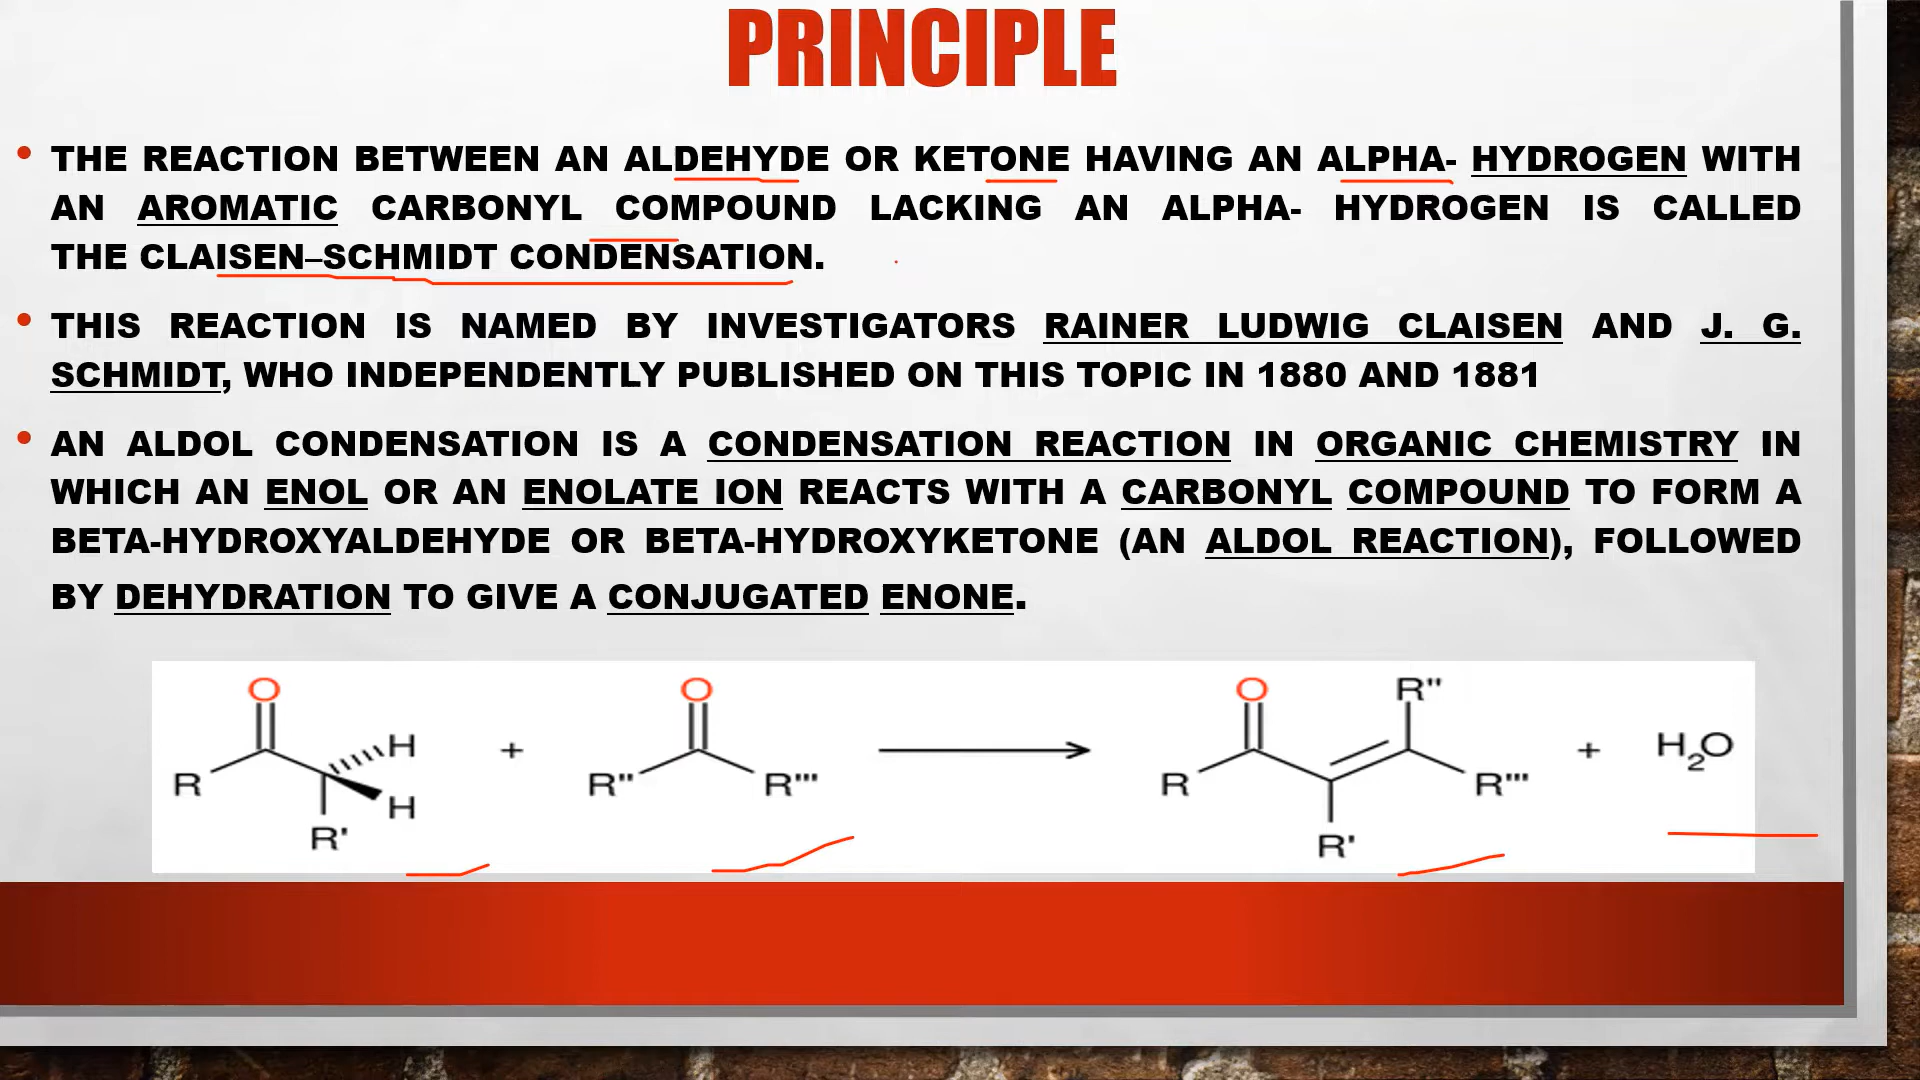 PRINCIPLE
• THE REACTION BETWEEN AN ALDEHYDE OR KETONE HAVING AN ALPHA- HYDROGEN WITH
AN AROMATIC CARBONYL COMPOUND LACKING AN ALPHA- HYDROGEN IS CALLED
THE CLAISEN–SCHMIDT CONDENSATION.
• THIS REACTION IS NAMED BY INVESTIGATORS RAINER LUDWIG CLAISEN AND J. G.
SCHMIDT, WHO INDEPENDENTLY PUBLISHED ON THIS TOPIC IN 1880 AND 1881
• AN ALDOL CONDENSATION IS A CONDENSATION REACTION IN ORGANIC CHEMISTRY IN
WHICH AN ENOL OR AN ENOLATE ION REACTS WITH A CARBONYL COMPOUND TO FORM A
BETA-HYDROXYALDEHYDE OR BETA-HYDROXYKETONE (AN ALDOL REACTION), FOLLOWED
BY DEHYDRATION TO GIVE A CONJUGATED ENONE.
O O O R"
H + + H₂O
R R" R"' R R"'
H
R' R'